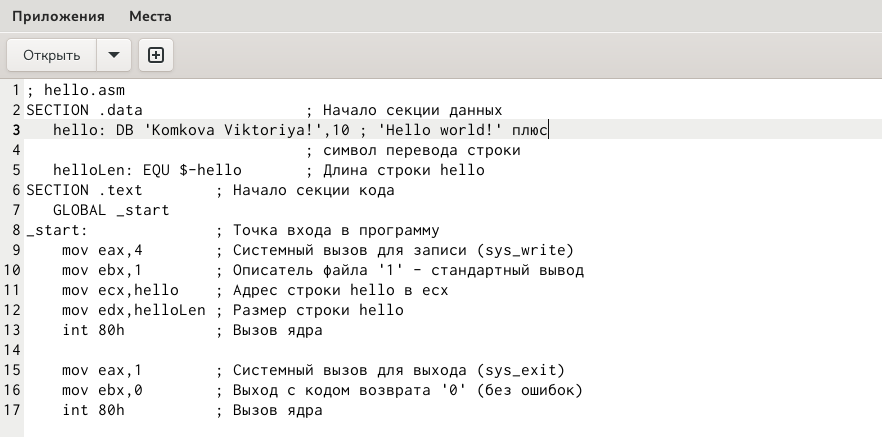 Приложения Места
Открыть
1 ; hello.asm
2 SECTION .data ; Начало секции данных
3 hello: DB 'Komkova Viktoriya!',10 ; 'Hello world!' плюс
4 ; символ перевода строки
5 helloLen: EQU $-hello ; Длина строки hello
6 SECTION .text ; Начало секции кода
7 GLOBAL _start
8 _start: ; Точка входа в программу
9 mov eax,4 ; Системный вызов для записи (sys_write)
10 mov ebx,1 ; Описатель файла '1' - стандартный вывод
11 mov ecx,hello ; Адрес строки hello в ecx
12 mov edx,helloLen ; Размер строки hello
13 int 80h ; Вызов ядра
14
15 mov eax,1 ; Системный вызов для выхода (sys_exit)
16 mov ebx,0 ; Выход с кодом возврата '0' (без ошибок)
17 int 80h ; Вызов ядра